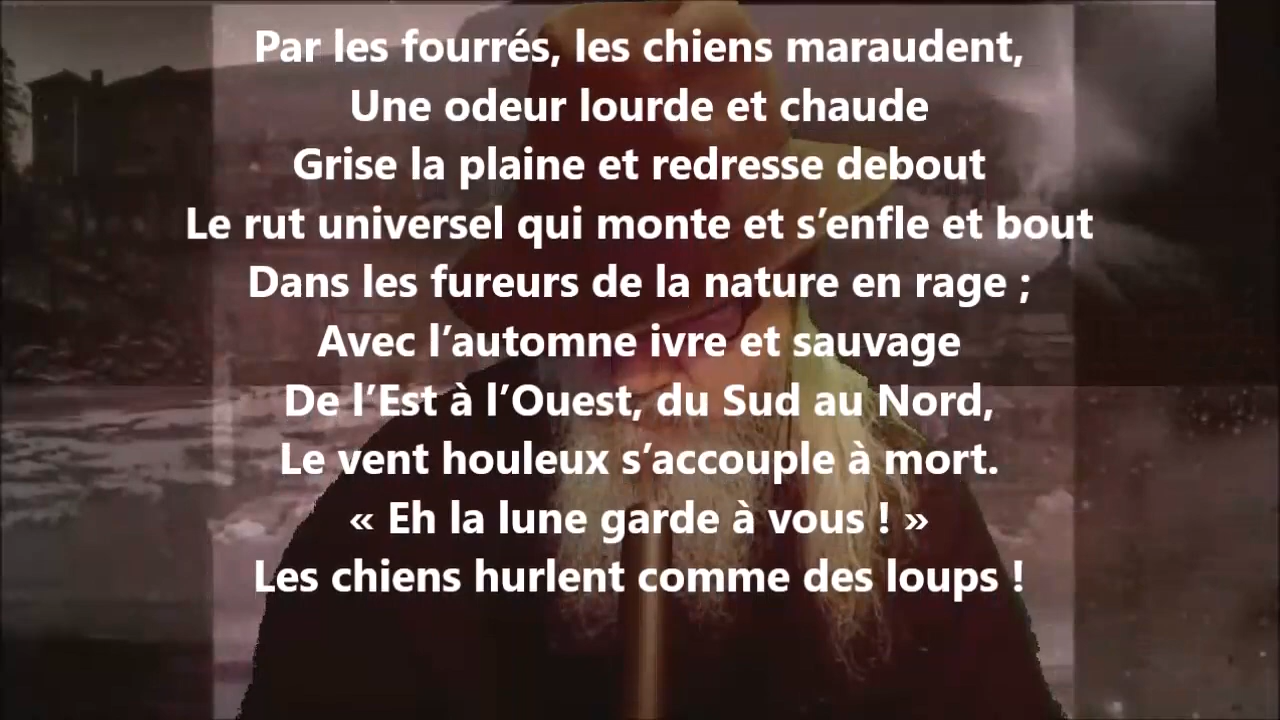 Par les fourrés, les chiens maraudent,
Une odeur lourde et chaude
Grise la plaine et redresse debout
Le rut universel qui monte et s’enfle et bout
Dans les fureurs de la nature en rage ;
Avec l’automne ivre et sauvage
De l’Est à l’Ouest, du Sud au Nord,
Le vent houleux s’accouple à mort.
« Eh la lune garde à vous ! »
Les chiens hurlent comme des loups !